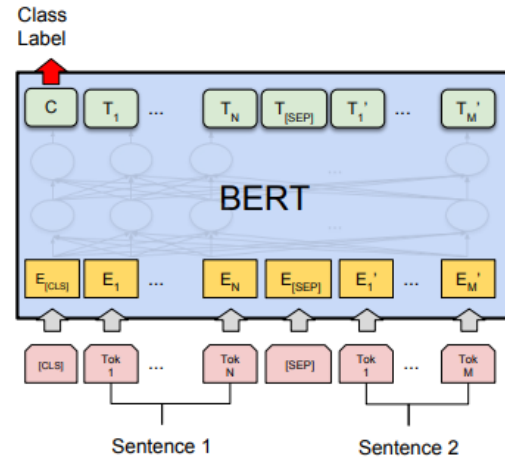 Class
Label
C T1 ... TN T[SEP] T1' ... TM'
...
BERT
...
E[CLS] E1 ... EN E[SEP] E1' ... EM'
[CLS] Tok 1 ... Tok N [SEP] Tok 1 ... Tok M
Sentence 1 Sentence 2